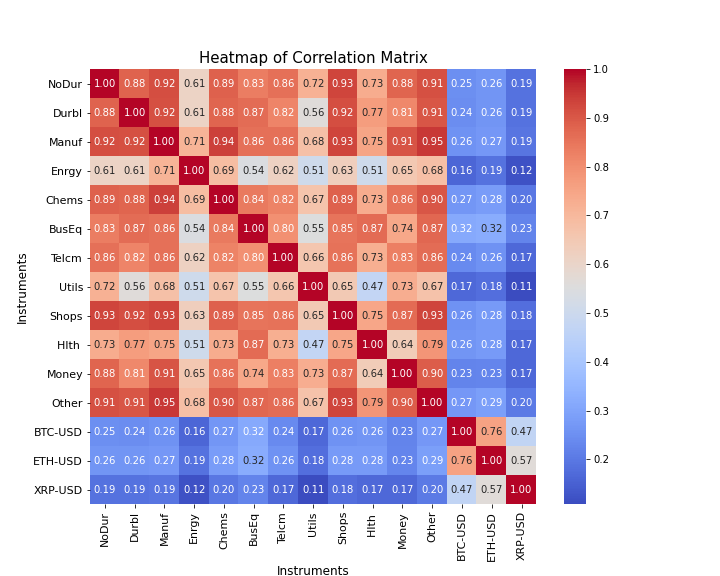 Heatmap of Correlation Matrix
NoDur 1.00 0.88 0.92 0.61 0.89 0.83 0.86 0.72 0.93 0.73 0.88 0.91 0.25 0.26 0.19
Durbl 0.88 1.00 0.92 0.61 0.88 0.87 0.82 0.56 0.92 0.77 0.81 0.91 0.24 0.26 0.19
Manuf 0.92 0.92 1.00 0.71 0.94 0.86 0.86 0.68 0.93 0.75 0.91 0.95 0.26 0.27 0.19
Enrgy 0.61 0.61 0.71 1.00 0.69 0.54 0.62 0.51 0.63 0.51 0.65 0.68 0.16 0.19 0.12
Chems 0.89 0.88 0.94 0.69 1.00 0.84 0.82 0.67 0.89 0.73 0.86 0.90 0.27 0.28 0.20
BusEq 0.83 0.87 0.86 0.54 0.84 1.00 0.80 0.55 0.85 0.87 0.74 0.87 0.32 0.32 0.23
Telcm 0.86 0.82 0.86 0.62 0.82 0.80 1.00 0.66 0.86 0.73 0.83 0.86 0.24 0.26 0.17
Utils 0.72 0.56 0.68 0.51 0.67 0.55 0.66 1.00 0.65 0.47 0.73 0.67 0.17 0.18 0.11
Shops 0.93 0.92 0.93 0.63 0.89 0.85 0.86 0.65 1.00 0.75 0.87 0.93 0.26 0.28 0.18
Hlth 0.73 0.77 0.75 0.51 0.73 0.87 0.73 0.47 0.75 1.00 0.64 0.79 0.26 0.28 0.17
Money 0.88 0.81 0.91 0.65 0.86 0.74 0.83 0.73 0.87 0.64 1.00 0.90 0.23 0.23 0.17
Other 0.91 0.91 0.95 0.68 0.90 0.87 0.86 0.67 0.93 0.79 0.90 1.00 0.27 0.29 0.20
BTC-USD 0.25 0.24 0.26 0.16 0.27 0.32 0.24 0.17 0.26 0.26 0.23 0.27 1.00 0.76 0.47
ETH-USD 0.26 0.26 0.27 0.19 0.28 0.32 0.26 0.18 0.28 0.28 0.23 0.29 0.76 1.00 0.57
XRP-USD 0.19 0.19 0.19 0.12 0.20 0.23 0.17 0.11 0.18 0.17 0.17 0.20 0.47 0.57 1.00
NoDur Durbl Manuf Enrgy Chems BusEq Telcm Utils Shops Hlth Money Other BTC-USD ETH-USD XRP-USD
Instruments
Instruments
1.0
0.9
0.8
0.7
0.6
0.5
0.4
0.3
0.2